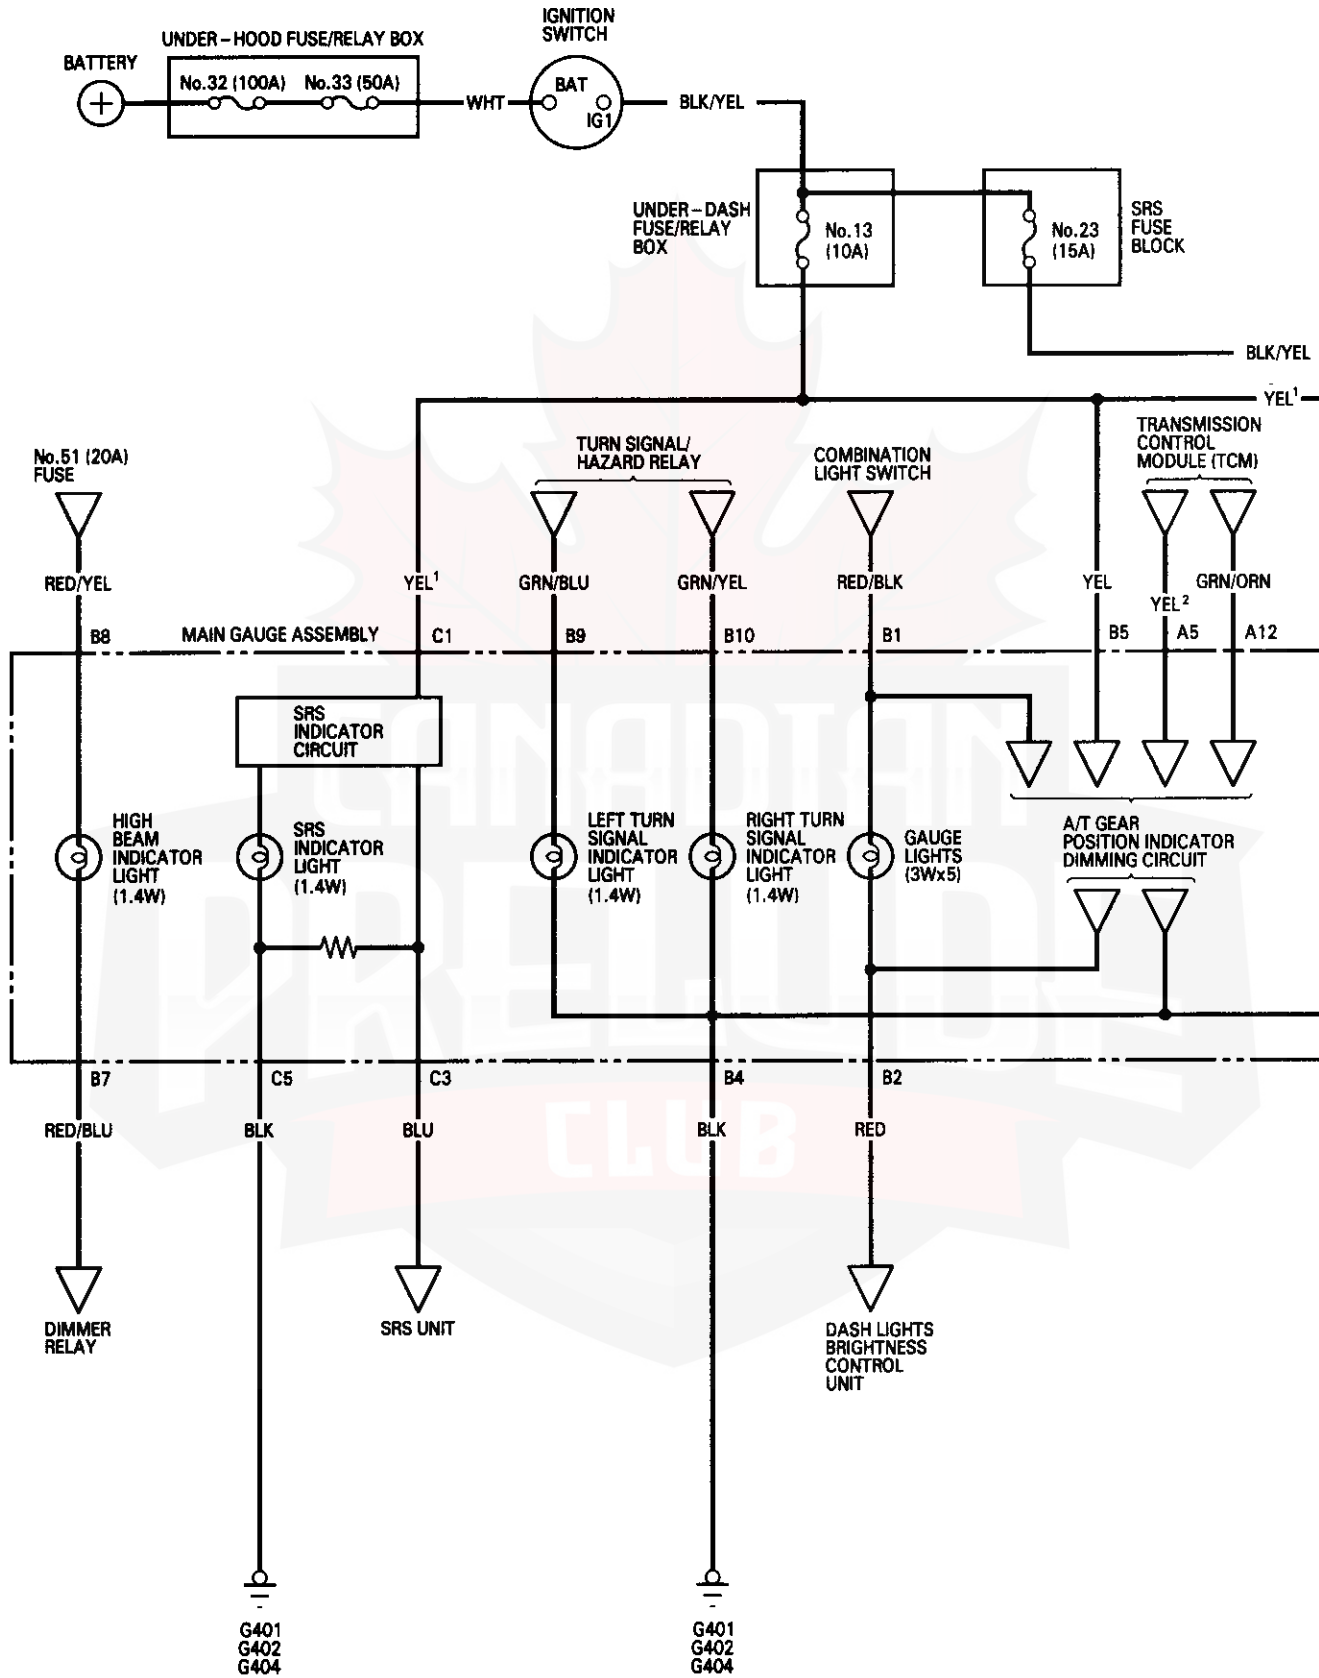 IGNITION
SWITCH
UNDER-HOOD FUSE/RELAY BOX
BATTERY
No.32 (100A) No.33 (50A)
BAT
IG1
WHT
BLK/YEL
UNDER-DASH
FUSE/RELAY
BOX
No.13
(10A)
No.23
(15A)
SRS
FUSE
BLOCK
BLK/YEL
YEL¹
No.51 (20A)
FUSE
TURN SIGNAL/
HAZARD RELAY
COMBINATION
LIGHT SWITCH
TRANSMISSION
CONTROL
MODULE (TCM)
RED/YEL
YEL¹
GRN/BLU
GRN/YEL
RED/BLK
YEL
YEL²
GRN/ORN
B8
MAIN GAUGE ASSEMBLY
C1
B9
B10
B1
B5
A5
A12
SRS
INDICATOR
CIRCUIT
HIGH
BEAM
INDICATOR
LIGHT
(1.4W)
SRS
INDICATOR
LIGHT
(1.4W)
LEFT TURN
SIGNAL
INDICATOR
LIGHT
(1.4W)
RIGHT TURN
SIGNAL
INDICATOR
LIGHT
(1.4W)
GAUGE
LIGHTS
(3Wx5)
A/T GEAR
POSITION INDICATOR
DIMMING CIRCUIT
B7
C5
C3
B4
B2
RED/BLU
BLK
BLU
BLK
RED
DIMMER
RELAY
SRS UNIT
DASH LIGHTS
BRIGHTNESS
CONTROL
UNIT
G401
G402
G404
G401
G402
G404
CANADIAN
PRELUDE
CLUB